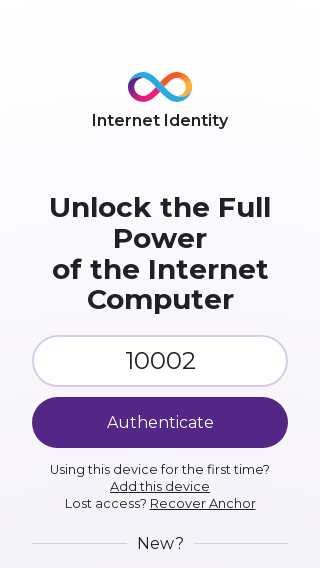 Internet Identity
Unlock the Full
Power
of the Internet
Computer
10002
Authenticate
Using this device for the first time?
Add this device
Lost access? Recover Anchor
New?